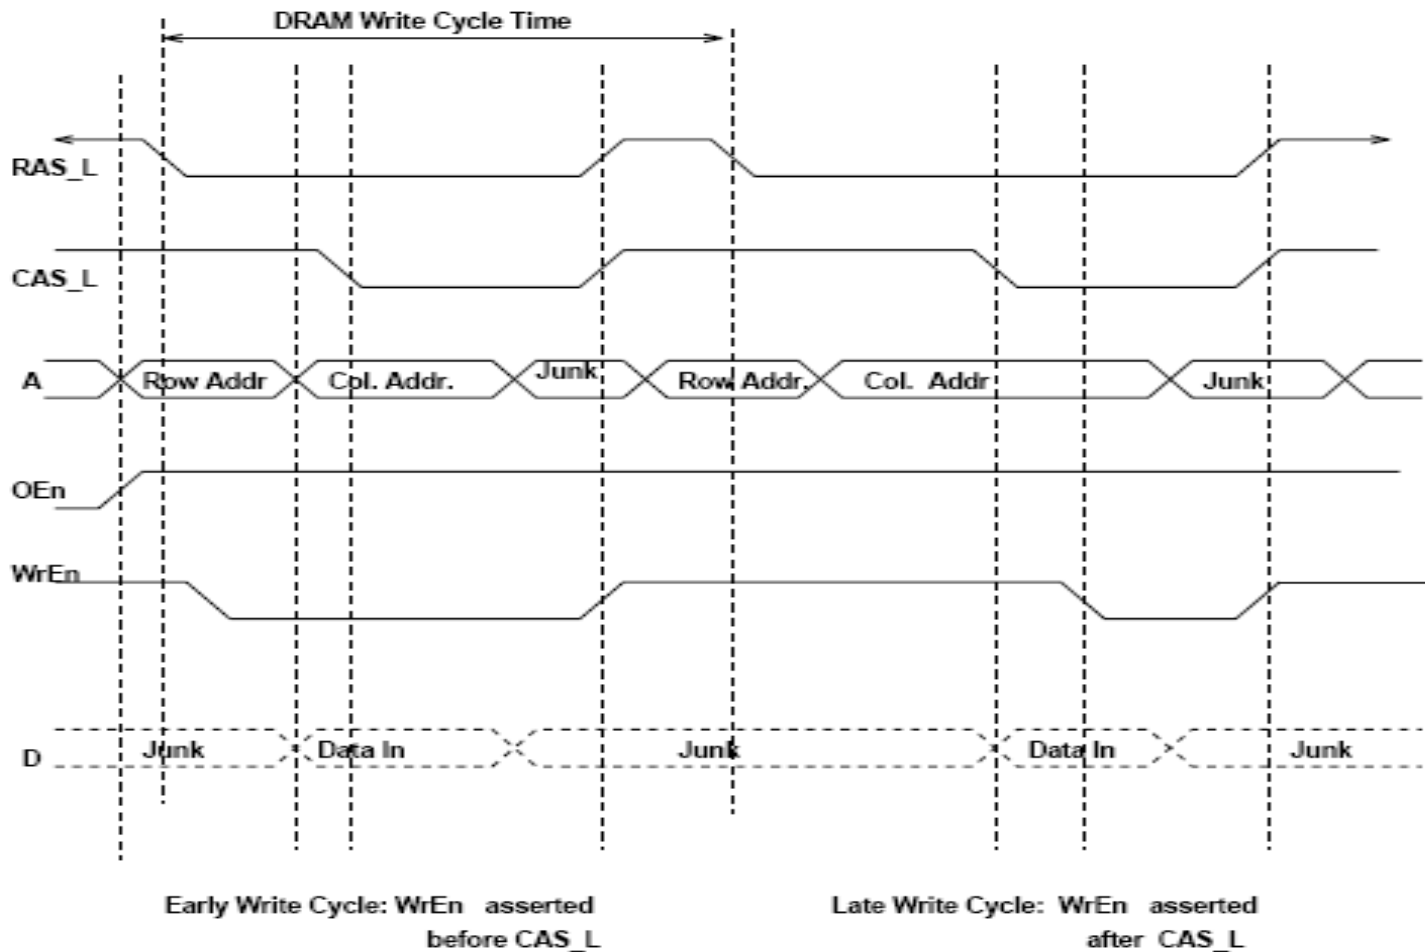 DRAM Write Cycle Time
RAS_L
CAS_L
A Row Addr Col. Addr. Junk Row Addr. Col. Addr Junk
OEn
WrEn
D Junk Data In Junk Data In Junk
Early Write Cycle: WrEn asserted
before CAS_L
Late Write Cycle: WrEn asserted
after CAS_L